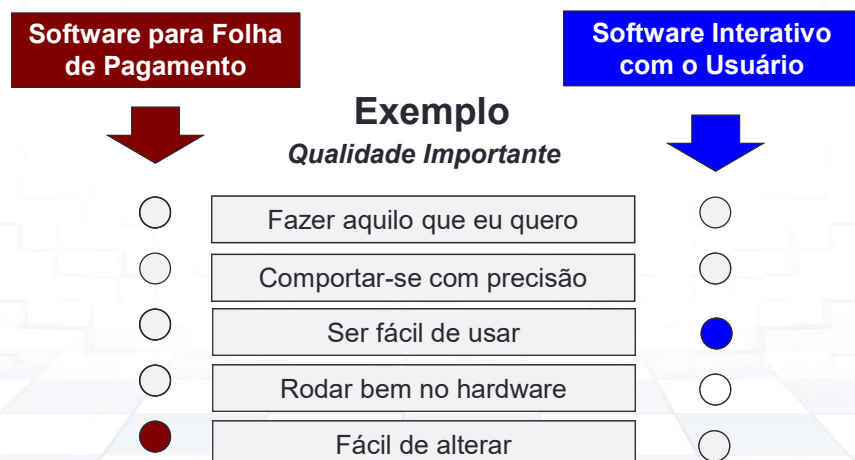 Software para Folha
de Pagamento
Software Interativo
com o Usuário
Exemplo
Qualidade Importante
Fazer aquilo que eu quero
Comportar-se com precisão
Ser fácil de usar
Rodar bem no hardware
Fácil de alterar